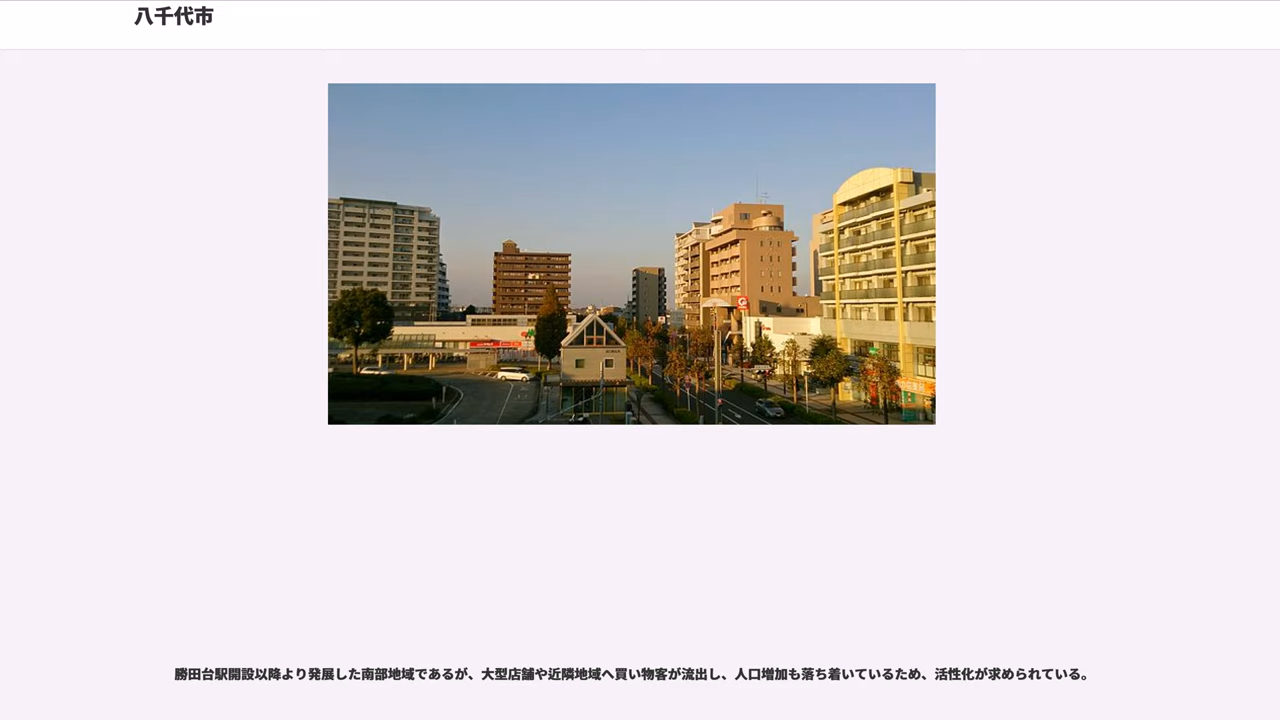 八千代市
勝田台駅開設以降より発展した南部地域であるが、大型店舗や近隣地域へ買い物客が流出し、人口増加も落ち着いているため、活性化が求められている。